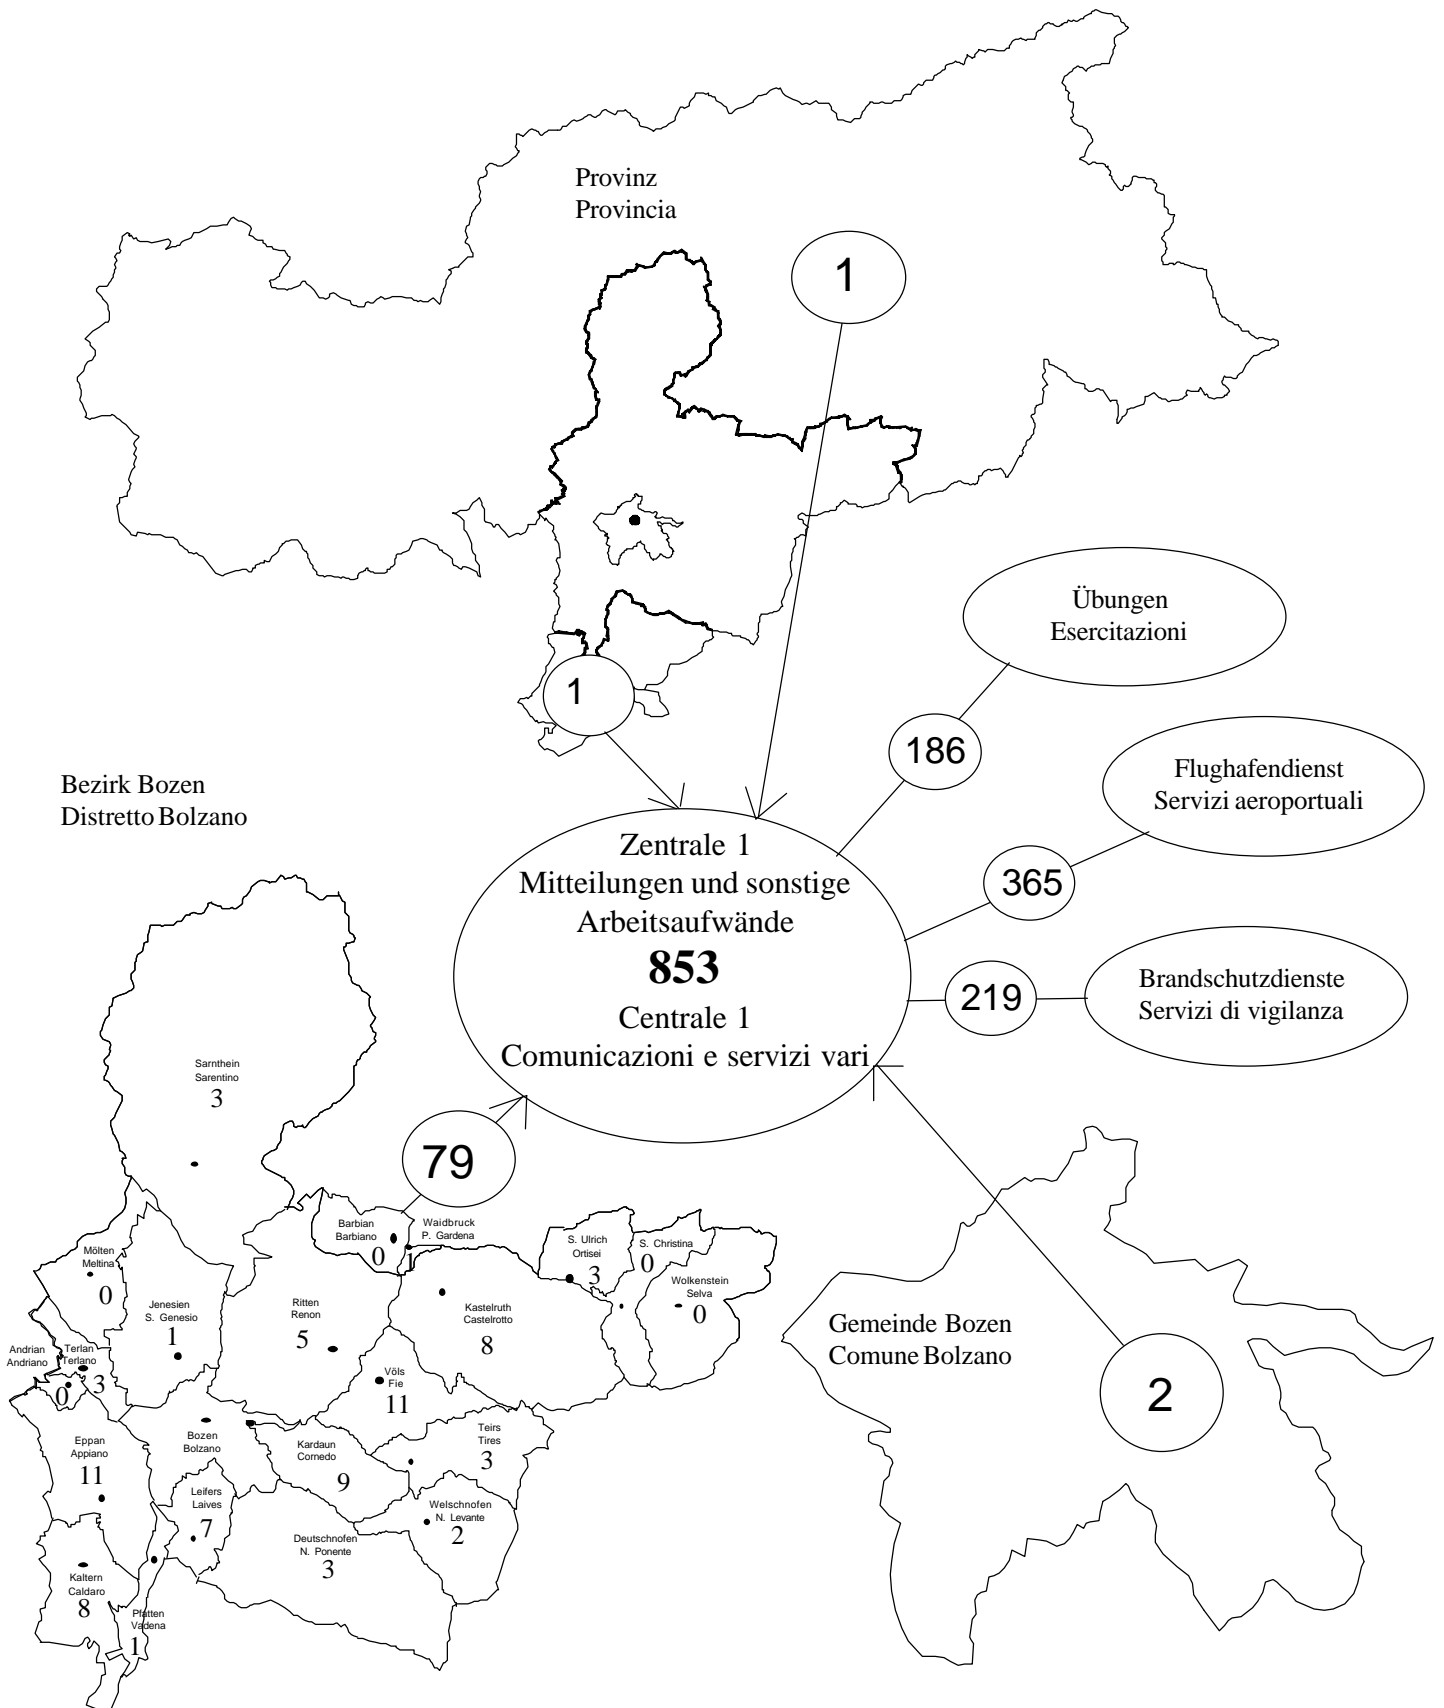 Provinz
Provincia
1
1
Übungen
Esercitazioni
186
Flughafendienst
Servizi aeroportuali
365
Brandschutzdienste
Servizi di vigilanza
219
Bezirk Bozen
Distretto Bolzano
Zentrale 1
Mitteilungen und sonstige
Arbeitsaufwände
853
Centrale 1
Comunicazioni e servizi vari
79
Sarnthein
Sarentino
3
Barbian
Barbiano
0
Waidbruck
P. Gardena
1
S. Ulrich
Ortisei
3
S. Christina
0
Wolkenstein
Selva
0
Mölten
Meltina
0
Jenesien
S. Genesio
1
Ritten
Renon
5
Kastelruth
Castelrotto
8
Andrian
Andriano
0
Terlan
Terlano
3
Völs
Fie
11
Eppan
Appiano
11
Bozen
Bolzano
Kardaun
Cornedo
9
Teirs
Tires
3
Leifers
Laives
7
Welschnofen
N. Levante
2
Deutschnofen
N. Ponente
3
Kaltern
Caldaro
8
Pfatten
Vadena
1
Gemeinde Bozen
Comune Bolzano
2